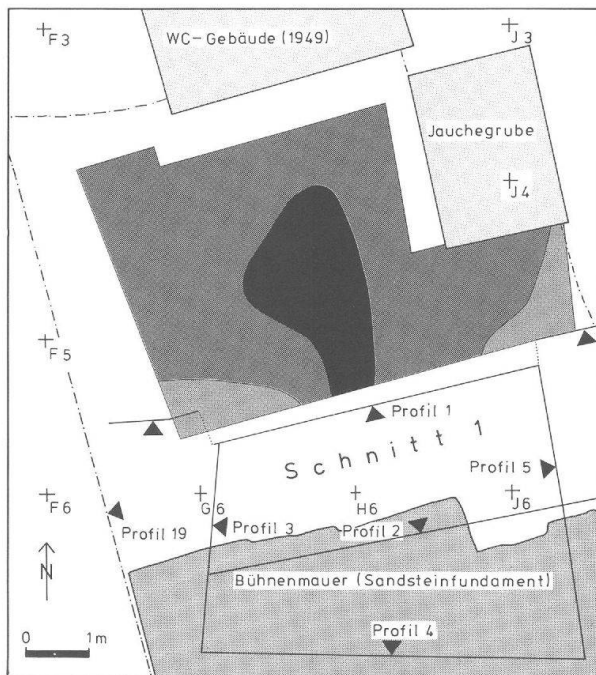 F3
WC-Gebäude (1949)
J3
Jauchegrube
J4
F5
Profil 1
Schnitt 1
Profil 5
F6
G6
H6
J6
Profil 19
Profil 3
Profil 2
N
Bühnenmauer (Sandsteinfundament)
0 1m
Profil 4